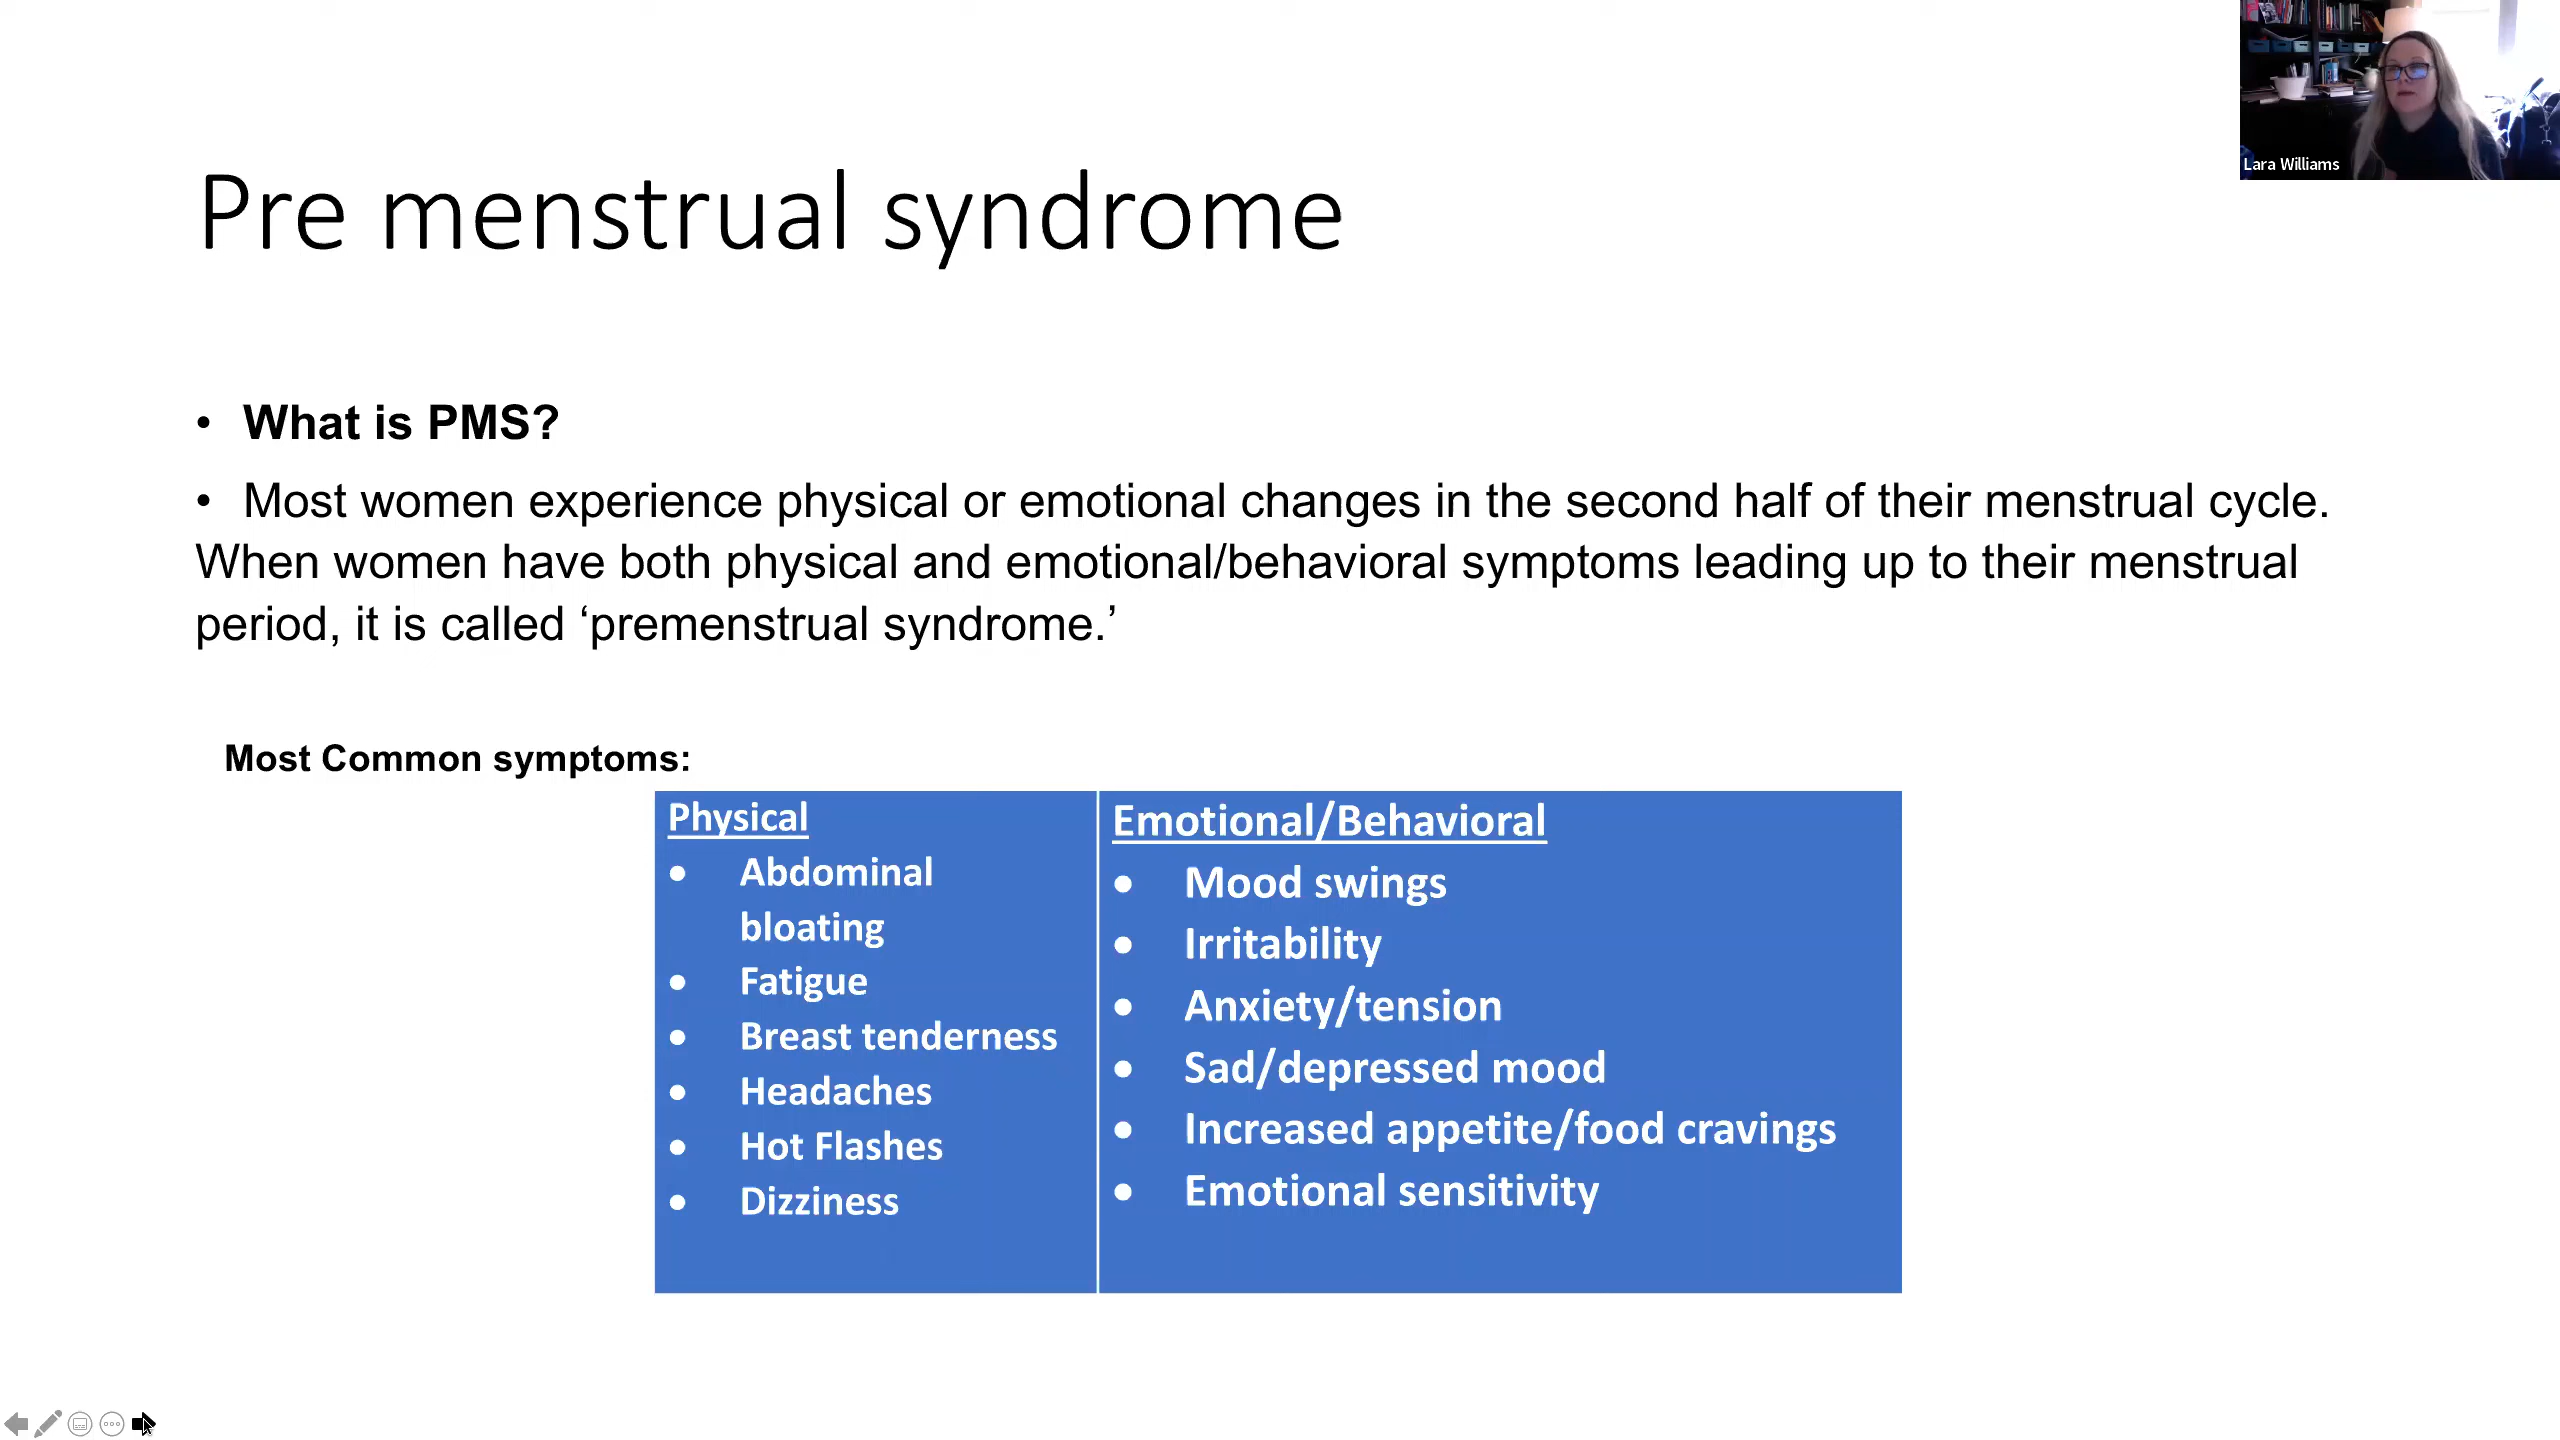 Lara Williams
Pre menstrual syndrome
• What is PMS?
• Most women experience physical or emotional changes in the second half of their menstrual cycle.
When women have both physical and emotional/behavioral symptoms leading up to their menstrual
period, it is called ‘premenstrual syndrome.’
Most Common symptoms:
Physical
● Abdominal
bloating
● Fatigue
● Breast tenderness
● Headaches
● Hot Flashes
● Dizziness
Emotional/Behavioral
● Mood swings
● Irritability
● Anxiety/tension
● Sad/depressed mood
● Increased appetite/food cravings
● Emotional sensitivity